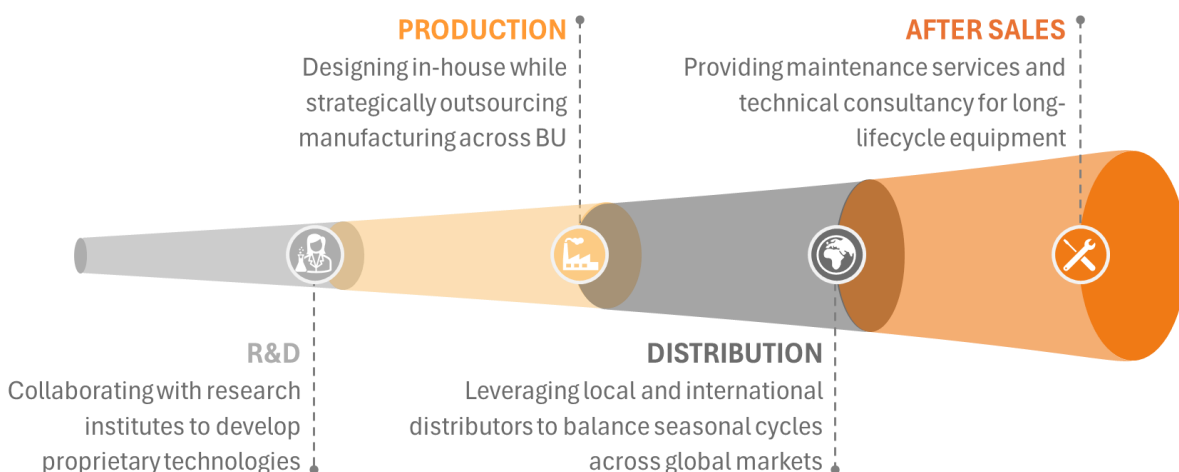 PRODUCTION
Designing in-house while
strategically outsourcing
manufacturing across BU
AFTER SALES
Providing maintenance services and
technical consultancy for long-
lifecycle equipment
R&D
Collaborating with research
institutes to develop
proprietary technologies
DISTRIBUTION
Leveraging local and international
distributors to balance seasonal cycles
across global markets